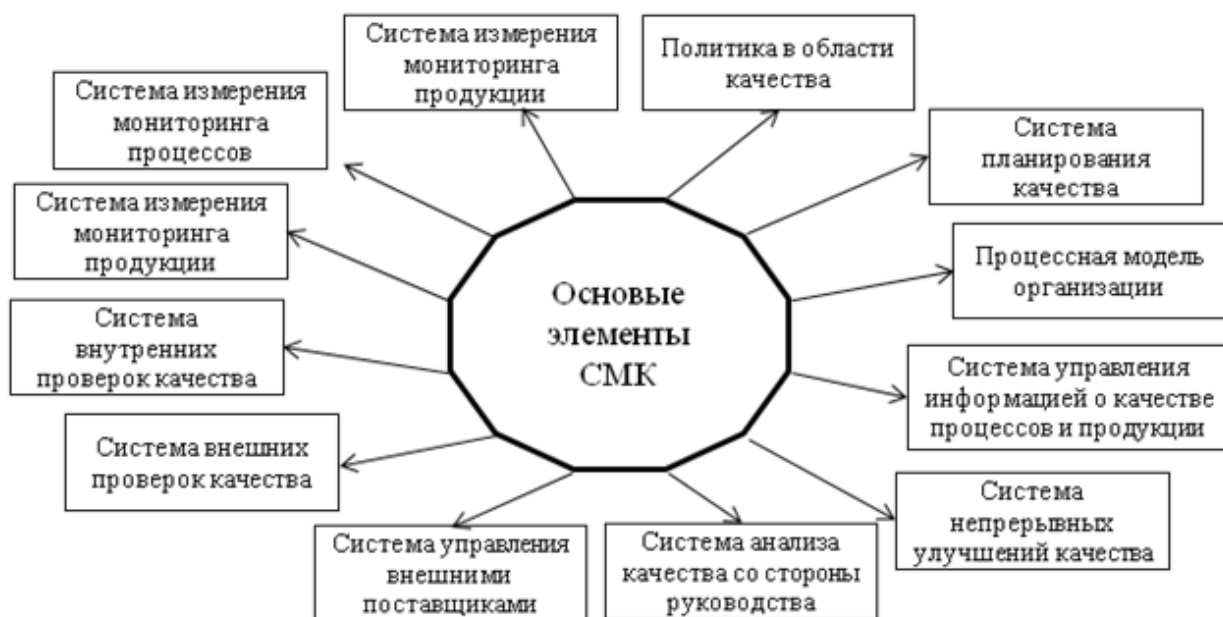 Система измерения
мониторинга
продукции
Политика в области
качества
Система измерения
мониторинга
процессов
Система
планирования
качества
Система измерения
мониторинга
продукции
Процессная модель
организации
Основые
элементы
СМК
Система
внутренних
проверок качества
Система управления
информацией о качестве
процессов и продукции
Система внешних
проверок качества
Система
непрерывных
улучшений качества
Система управления
внешними
поставщиками
Система анализа
качества со стороны
руководства